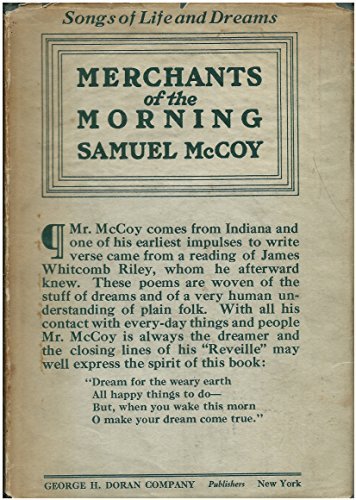 Songs of Life and Dreams
MERCHANTS
of the
MORNING
SAMUEL McCOY
¶ Mr. McCoy comes from Indiana and
one of his earliest impulses to write
verse came from a reading of James
Whitcomb Riley, whom he afterward
knew. These poems are woven of the
stuff of dreams and of a very human un-
derstanding of plain folk. With all his
contact with every-day things and people
Mr. McCoy is always the dreamer and
the closing lines of his "Reveille" may
well express the spirit of this book:
"Dream for the weary earth
All happy things to do—
But, when you wake this morn
O make your dream come true."
GEORGE H. DORAN COMPANY Publishers New York